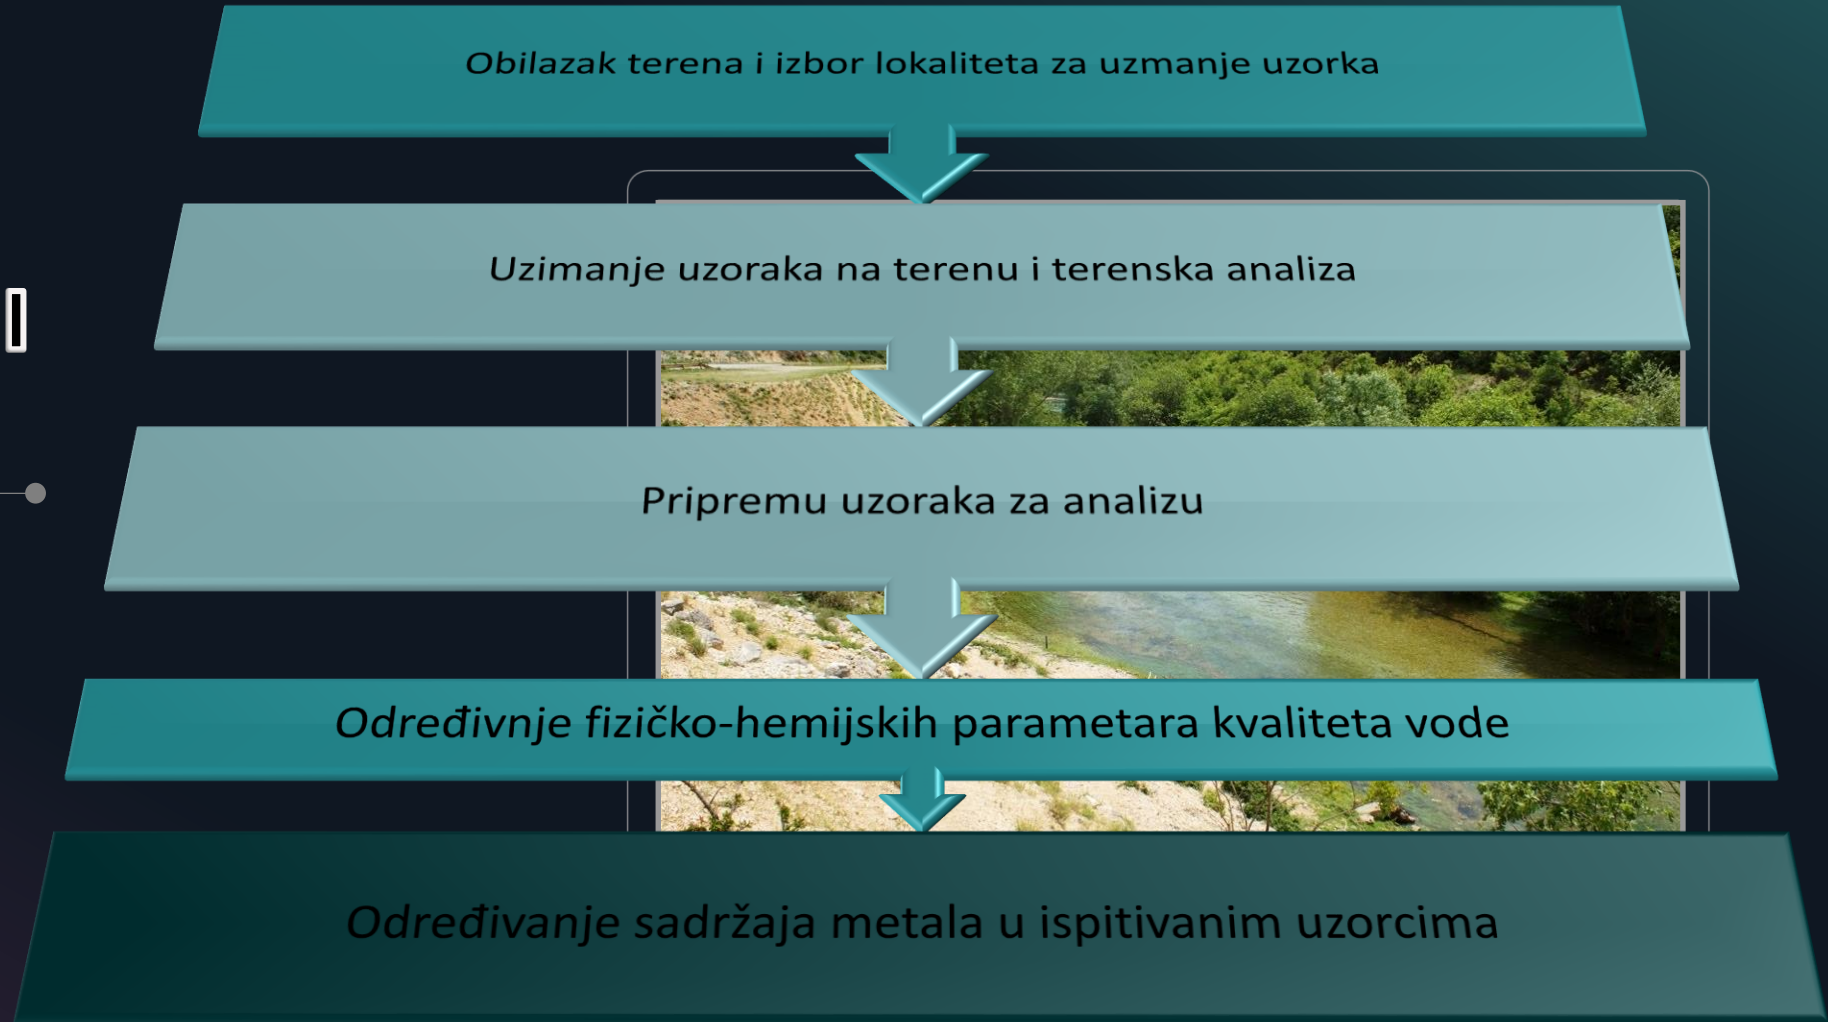 Obilazak terena i izbor lokaliteta za uzmanje uzorka
Uzimanje uzoraka na terenu i terenska analiza
Pripremu uzoraka za analizu
Određivnje fizičko-hemijskih parametara kvaliteta vode
Određivanje sadržaja metala u ispitivanim uzorcima